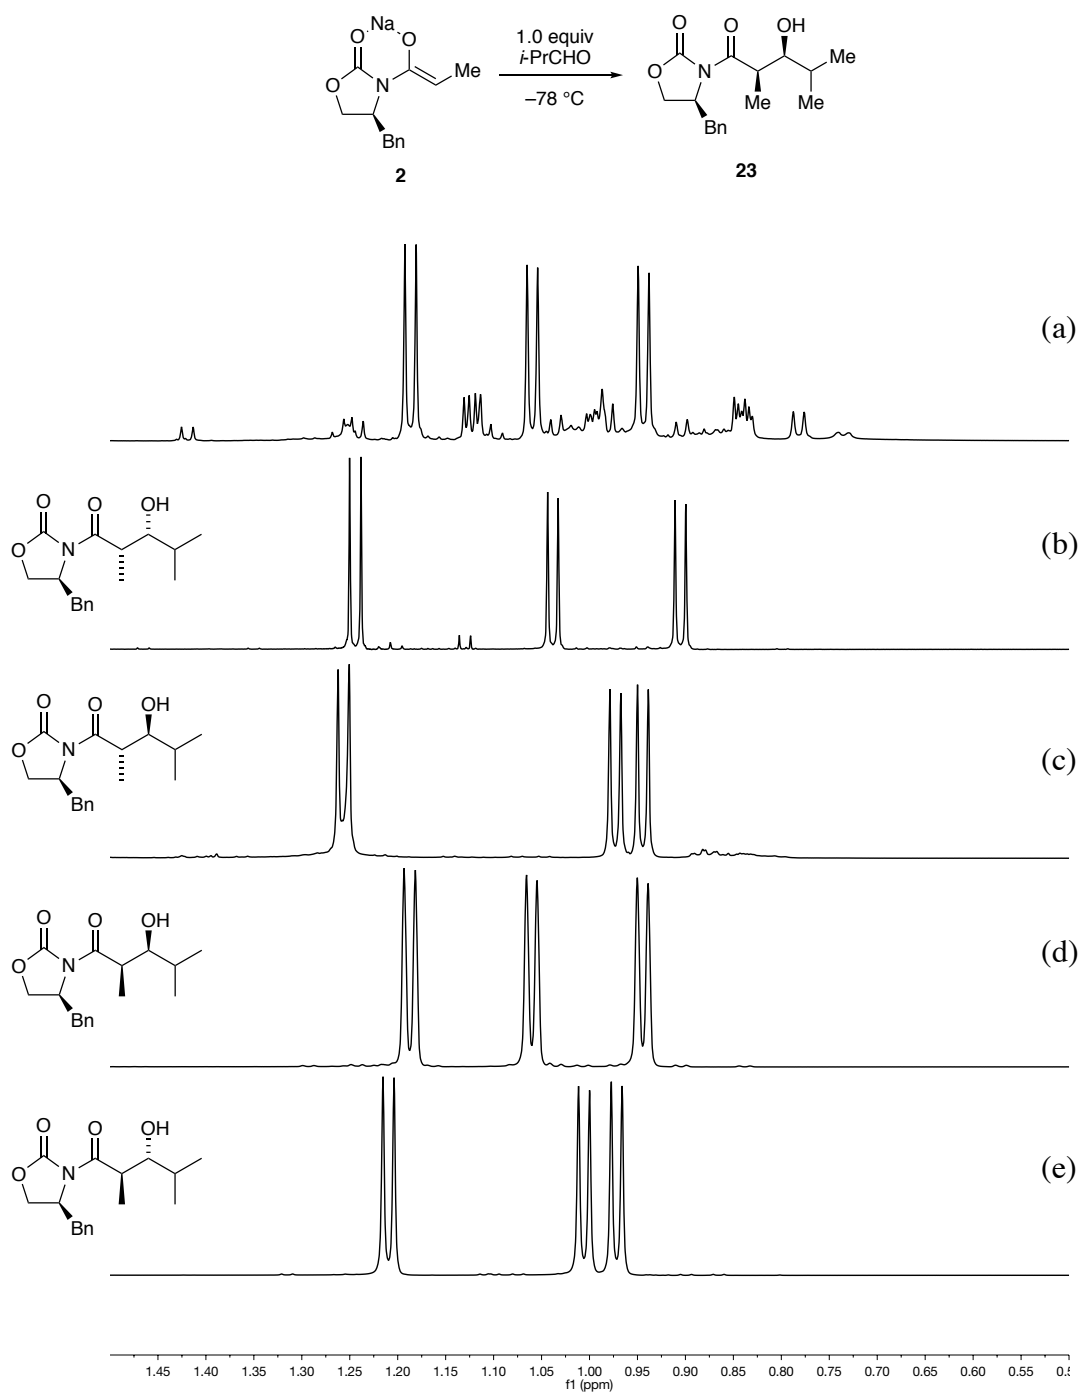 Na
O O
O 1.0 equiv O O OH
i-PrCHO
N Me N Me
O –78 °C O
Me Me
Bn Bn
2 23
(a)
O O OH
(b)
O N
Bn
O O OH
(c)
O N
Bn
O O OH
(d)
O N
Bn
O O OH
(e)
O N
Bn
1.45 1.40 1.35 1.30 1.25 1.20 1.15 1.10 1.05 1.00 0.95 0.90 0.85 0.80 0.75 0.70 0.65 0.60 0.55
f1 (ppm)